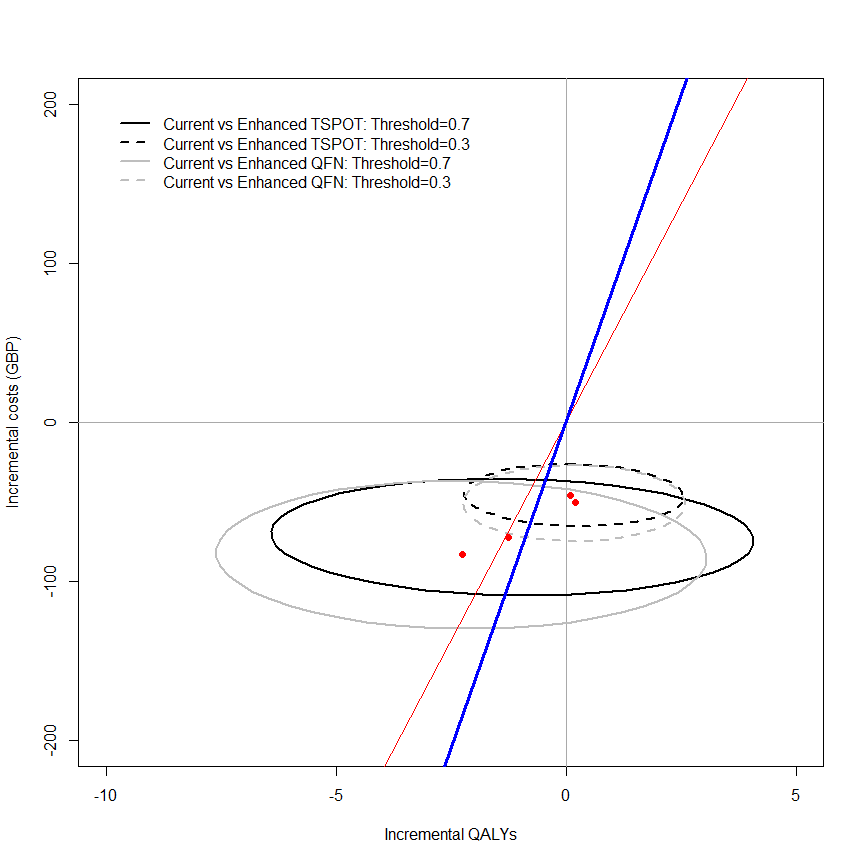 Current vs Enhanced TSPOT: Threshold=0.7
Current vs Enhanced TSPOT: Threshold=0.3
Current vs Enhanced QFN: Threshold=0.7
Current vs Enhanced QFN: Threshold=0.3
200
100
0
-100
-200
Incremental costs (GBP)
-10
-5
0
5
Incremental QALYs